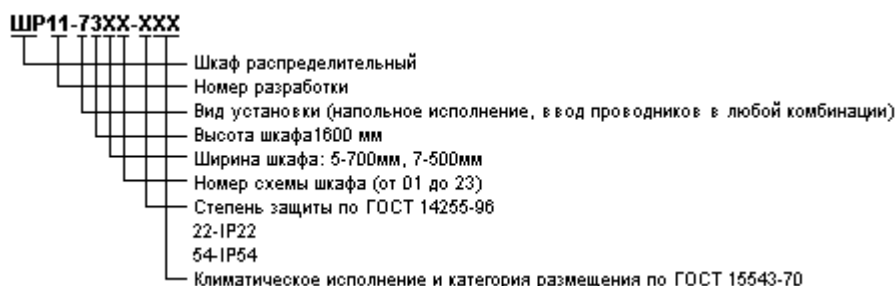 ШР11-73ХХ-ХХХ
Шкаф распределительный
Номер разработки
Вид установки (напольное исполнение, ввод проводников в любой комбинации)
Высота шкафа1600 мм
Ширина шкафа: 5-700мм, 7-500мм
Номер схемы шкафа (от 01 до 23)
Степень защиты по ГОСТ 14255-96
22-IP22
54-IP54
Климатическое исполнение и категория размещения по ГОСТ 15543-70